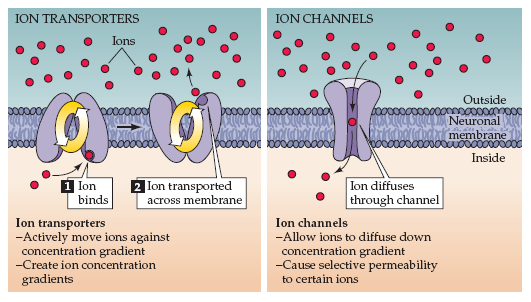 ION TRANSPORTERS
Ions
1 Ion
binds
2 Ion transported
across membrane
Ion transporters
–Actively move ions against
concentration gradient
–Create ion concentration
gradients
ION CHANNELS
Outside
Neuronal
membrane
Inside
Ion diffuses
through channel
Ion channels
–Allow ions to diffuse down
concentration gradient
–Cause selective permeability
to certain ions